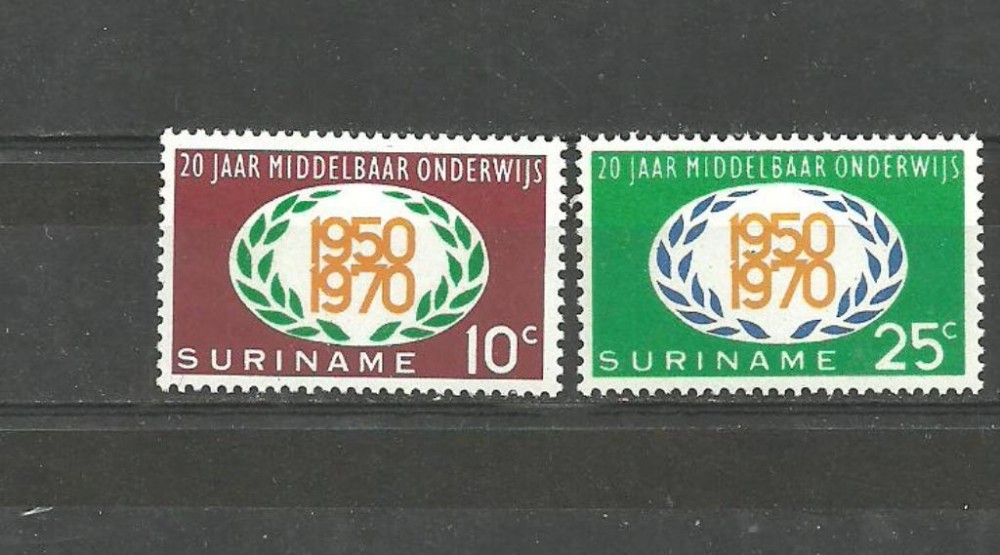 20 JAAR MIDDELBAAR ONDERWIJS
1950
1970
SURINAME 10c
20 JAAR MIDDELBAAR ONDERWIJS
1950
1970
SURINAME 25c